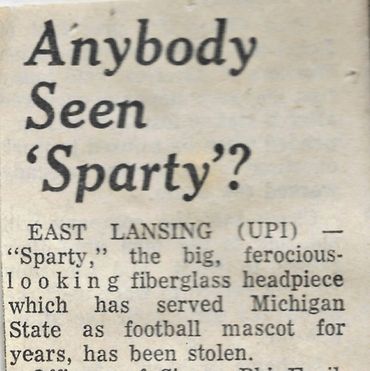 Anybody
Seen
‘Sparty’?
EAST LANSING (UPI) —
“Sparty,” the big, ferocious-
looking fiberglass headpiece
which has served Michigan
State as football mascot for
years, has been stolen.